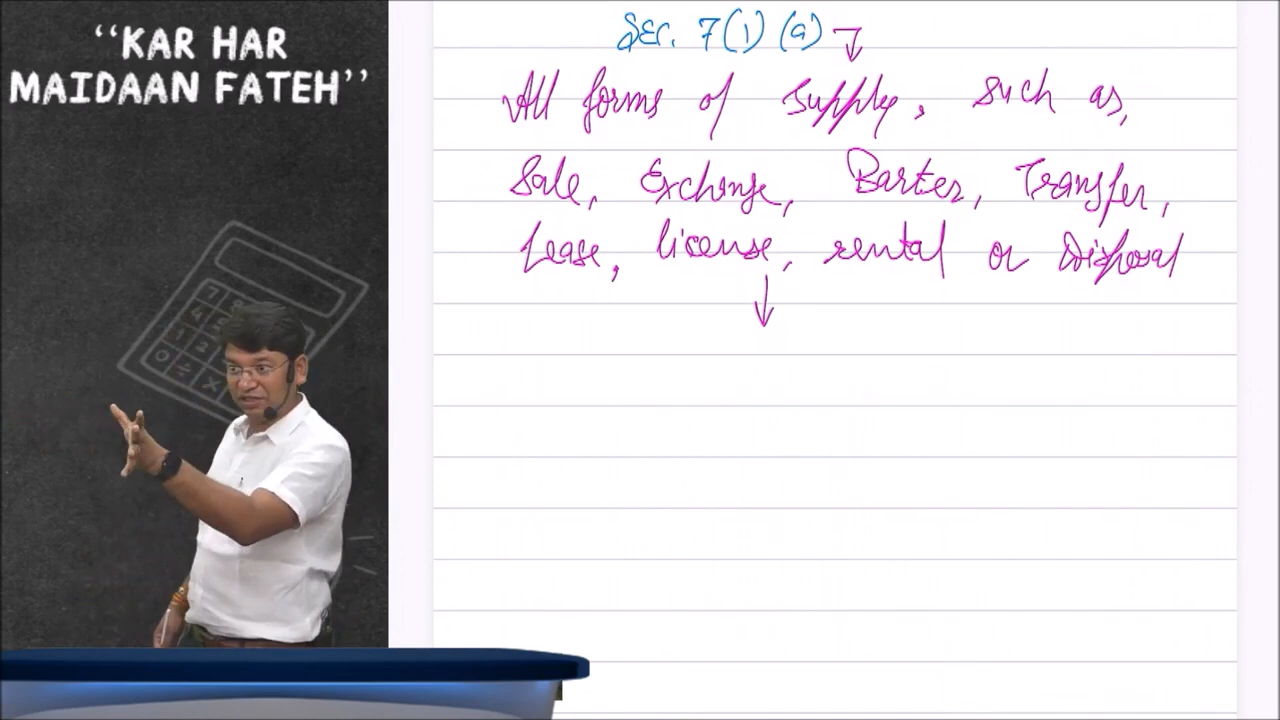 “KAR HAR
MAIDAAN FATEH”
Sec. 7(1) (a)
All forms of supply, such as,
Sale, Exchange, Barter, Transfer,
Lease, license, rental or Disposal